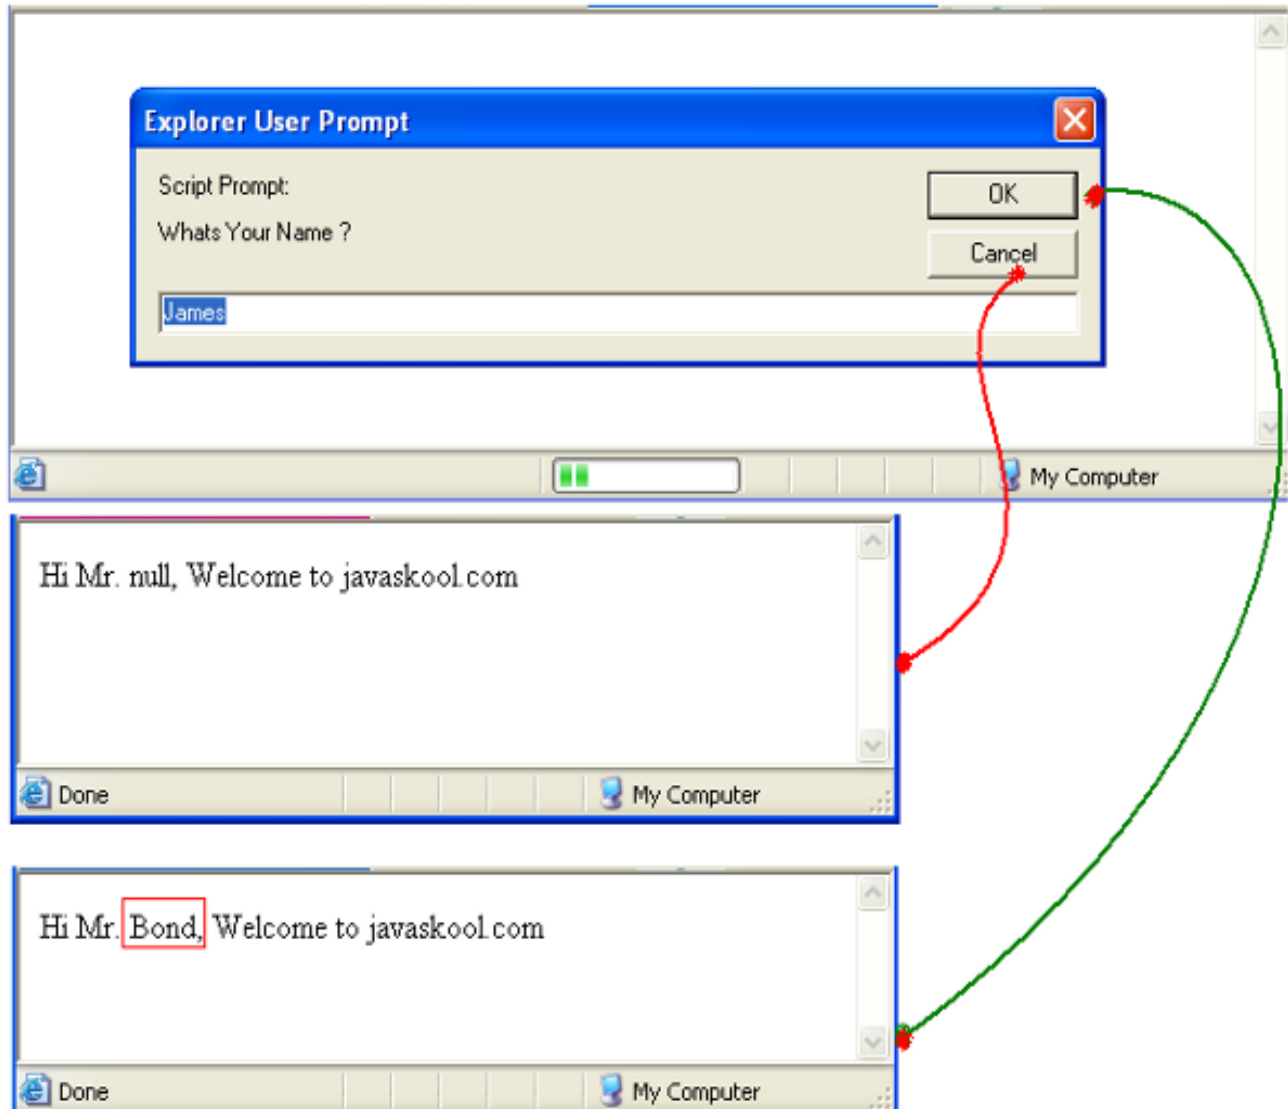 Explorer User Prompt
Script Prompt:
OK
Whats Your Name ?
Cancel
James
My Computer
Hi Mr. null, Welcome to javaskool.com
Done
My Computer
Hi Mr. Bond, Welcome to javaskool.com
Done
My Computer